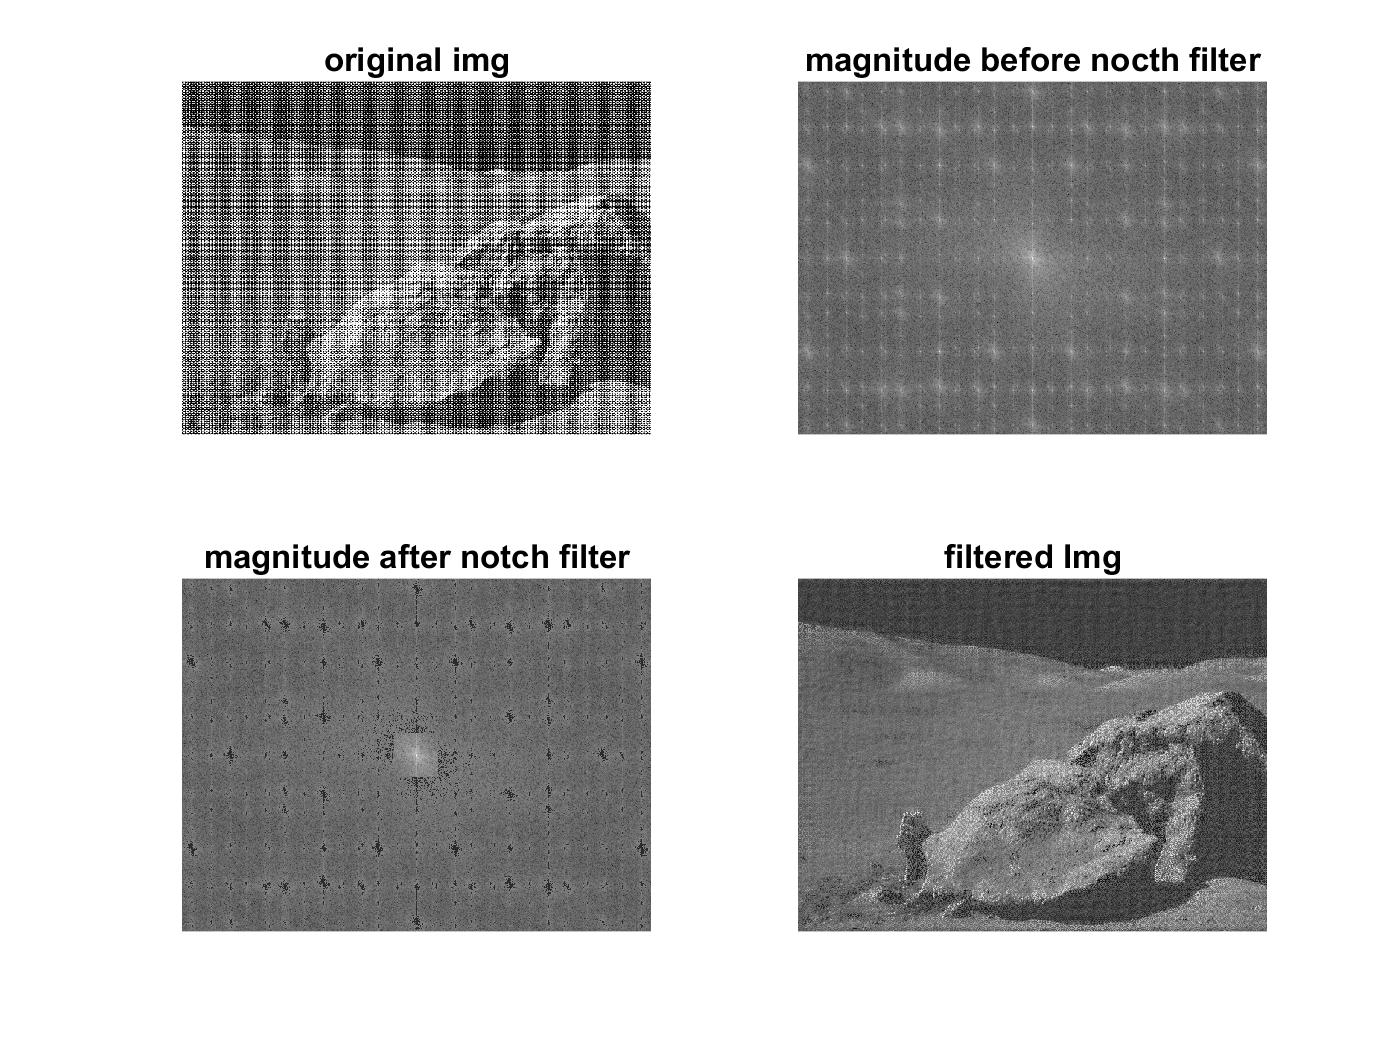 original img
magnitude before nocth filter
magnitude after notch filter
filtered Img